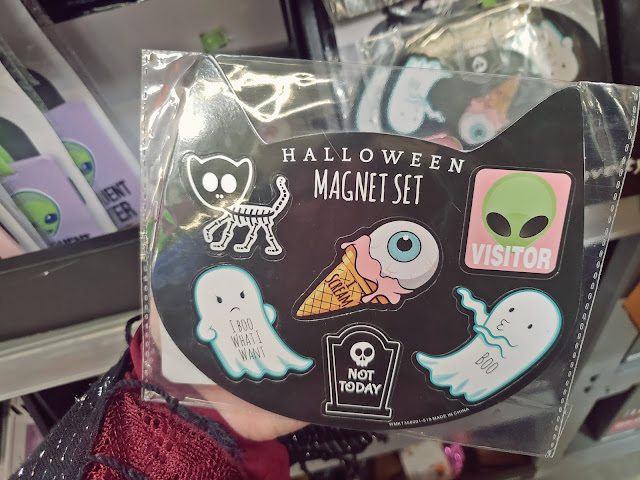 HALLOWEEN
MAGNET SET
VISITOR
I
SCREAM
I BOO
WHAT I
WANT
BOO
NOT
TODAY
MADE IN CHINA